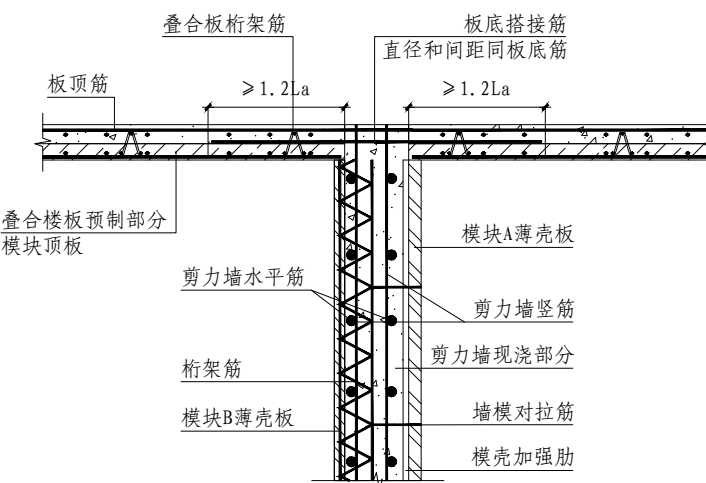 叠合板桁架筋
板底搭接筋
直径和间距同板底筋
板顶筋
≥1.2La
≥1.2La
叠合楼板预制部分
模块顶板
模块A薄壳板
剪力墙水平筋
剪力墙竖筋
剪力墙现浇部分
桁架筋
模块B薄壳板
墙模对拉筋
模壳加强肋